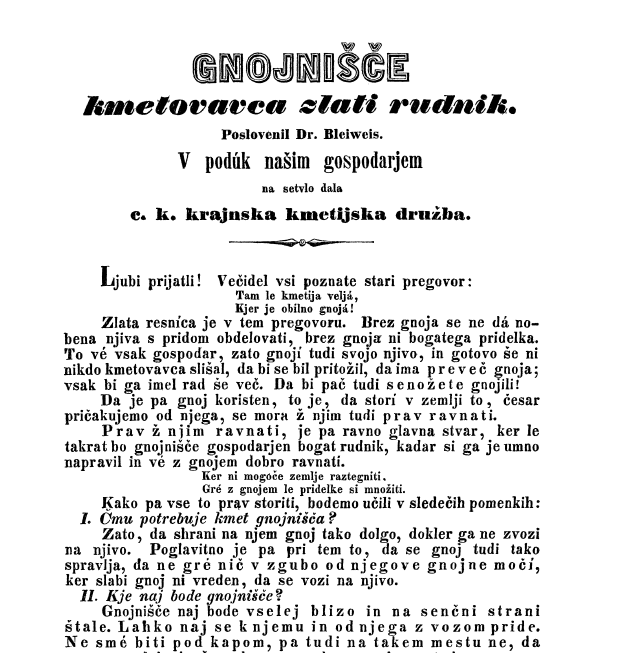 GNOJNIŠČE
kmetovavca zlati rudnik.
Poslovenil Dr. Bleiweis.
V podúk našim gospodarjem
na setvlo dala
c. k. krajnska kmetijska družba.
Ljubi prijatli! Večidel vsi poznate stari pregovor:
Tam le kmetija veljá,
Kjer je obilno gnojá!
Zlata resníca je v tem pregovoru. Brez gnoja se ne dá no-
bena njiva s pridom obdelovati, brez gnoja ni bogatega pridelka.
To vé vsak gospodar, zato gnojí tudi svojo njivo, in gotovo še ni
nikdo kmetovavca slišal, da bi se bil pritožil, da ima preveč gnoja;
vsak bi ga imel rad še več. Da bi pač tudi senožete gnojili!
Da je pa gnoj koristen, to je, da storí v zemlji to, česar
pričakujemo od njega, se mora ž njim tudi prav ravnati.
Prav ž njim ravnati, je pa ravno glavna stvar, ker le
takrat bo gnojnišče gospodarjen bogat rudnik, kadar si ga je umno
napravil in vé z gnojem dobro ravnati.
Ker ni mogoče zemlje raztegniti,
Gré z gnojem le pridelke si množiti.
Kako pa vse to prav storiti, bodemo učili v sledečih pomenkih:
I. Čmu potrebuje kmet gnojnišča?
Zato, da shrani na njem gnoj tako dolgo, dokler ga ne zvozi
na njivo. Poglavitno je pa pri tem to, da se gnoj tudi tako
spravlja, da ne gré nič v zgubo od njegove gnojne močí,
ker slabi gnoj ni vreden, da se vozi na njivo.
II. Kje naj bode gnojnišče?
Gnojnišče naj bode vselej blizo in na senčni strani
štale. Lahko naj se k njemu in od njega z vozom pride.
Ne smé biti pod kapom, pa tudi na takem mestu ne, da